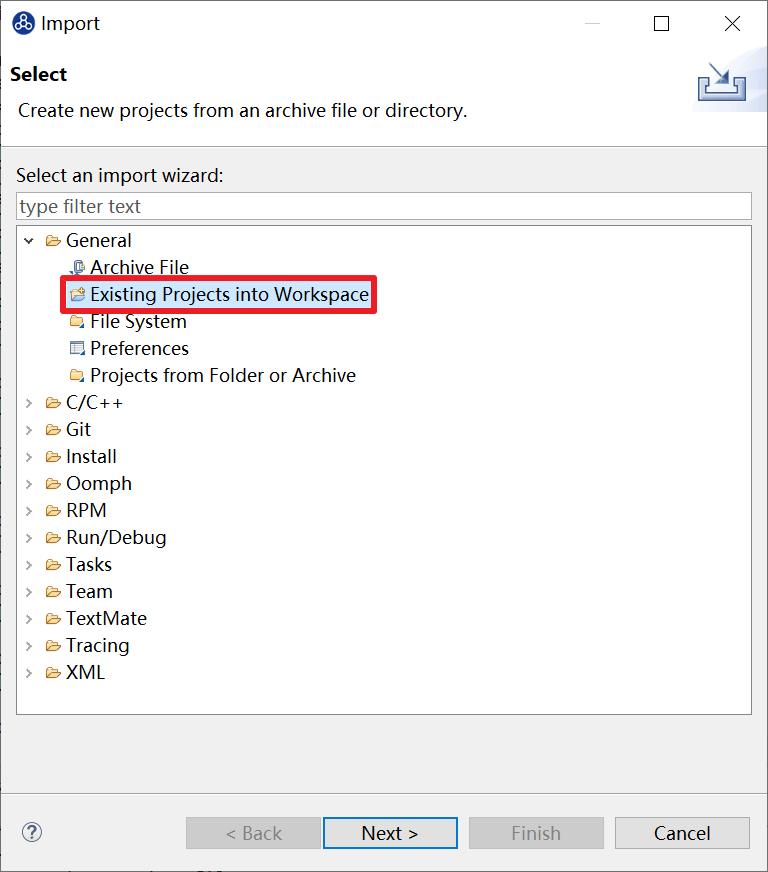 Import
Select
Create new projects from an archive file or directory.
Select an import wizard:
type filter text
General
Archive File
Existing Projects into Workspace
File System
Preferences
Projects from Folder or Archive
C/C++
Git
Install
Oomph
RPM
Run/Debug
Tasks
Team
TextMate
Tracing
XML
? < Back Next > Finish Cancel